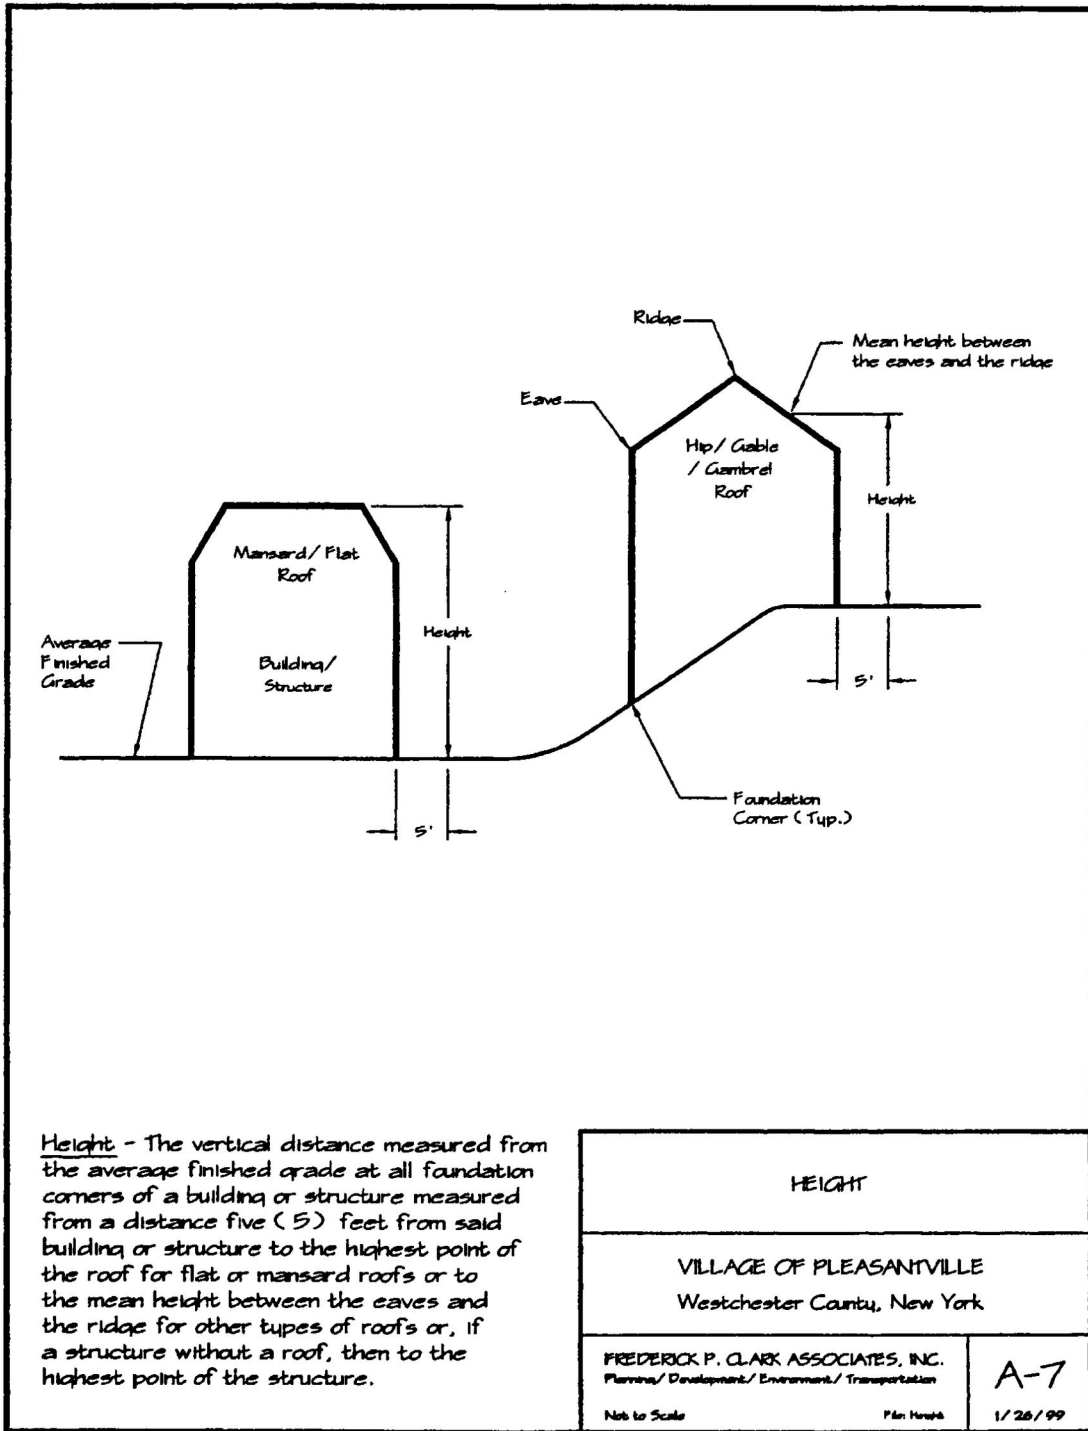 Ridge
Mean height between
the eaves and the ridge
Eave
Hip/ Gable
/ Gambrel
Roof
Height
Mansard/ Flat
Roof
Height
Average
Finished
Grade
Building/
Structure
5'
Foundation
Corner (Typ.)
5'
Height - The vertical distance measured from
the average finished grade at all foundation
corners of a building or structure measured
from a distance five (5) feet from said
building or structure to the highest point of
the roof for flat or mansard roofs or to
the mean height between the eaves and
the ridge for other types of roofs or, if
a structure without a roof, then to the
highest point of the structure.
HEIGHT
VILLAGE OF PLEASANTVILLE
Westchester County, New York
FREDERICK P. CLARK ASSOCIATES, INC.
Planning/ Development/ Environment/ Transportation
Not to Scale
File: Height
A-7
1/26/99